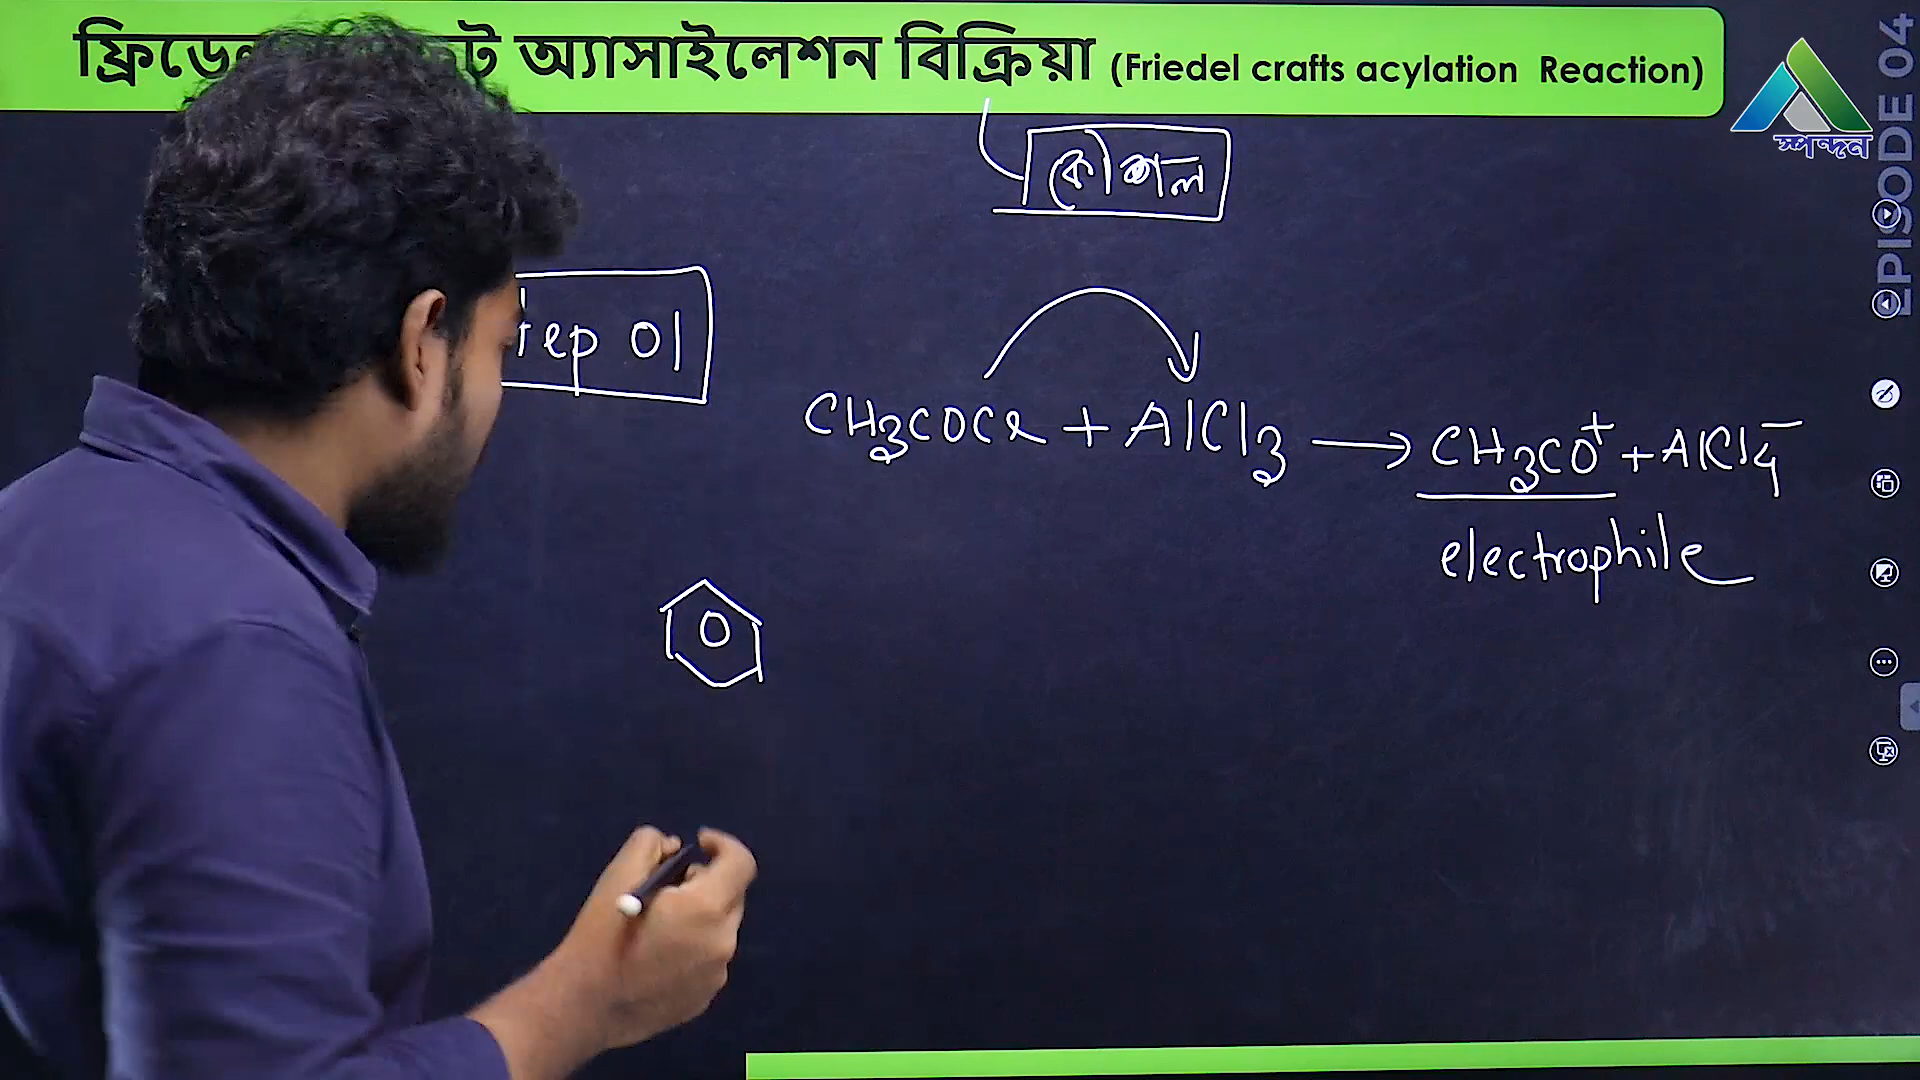 অ্যাসাইলেশন বিক্রিয়া (Friedel crafts acylation Reaction)
স্পন্দন
EPISODE 04
কৌশল
tep 01
CH3COCl + AlCl3 → CH3CO+ + AlCl4−
electrophile